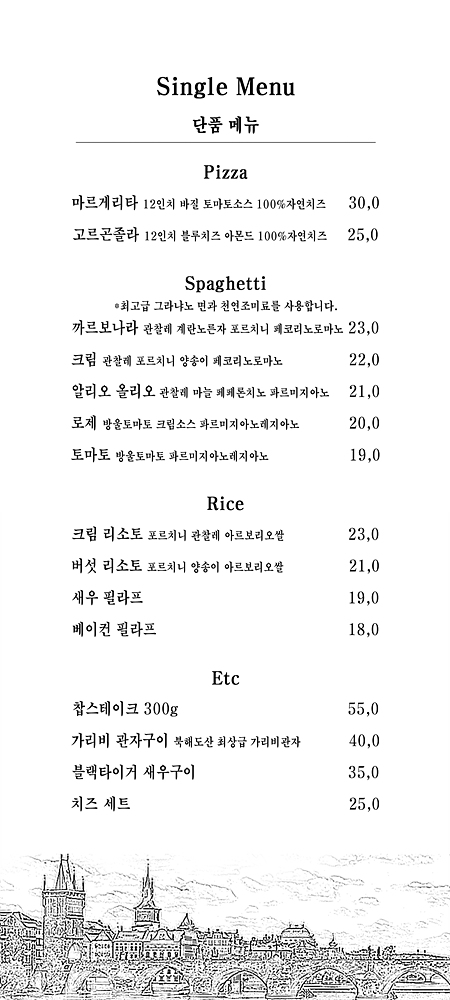 Single Menu
단품 메뉴
Pizza
마르게리타 12인치 바질 토마토소스 100%자연치즈 30,0
고르곤졸라 12인치 블루치즈 아몬드 100%자연치즈 25,0
Spaghetti
*최고급 그라냐노 면과 천연조미료를 사용합니다.
까르보나라 관찰레 계란노른자 포르치니 페코리노로마노 23,0
크림 관찰레 포르치니 양송이 페코리노로마노 22,0
알리오 올리오 관찰레 마늘 페페론치노 파르미지아노 21,0
로제 방울토마토 크림소스 파르미지아노레지아노 20,0
토마토 방울토마토 파르미지아노레지아노 19,0
Rice
크림 리소토 포르치니 관찰레 아르보리오쌀 23,0
버섯 리소토 포르치니 양송이 아르보리오쌀 21,0
새우 필라프 19,0
베이컨 필라프 18,0
Etc
찹스테이크 300g 55,0
가리비 관자구이 북해도산 최상급 가리비관자 40,0
블랙타이거 새우구이 35,0
치즈 세트 25,0